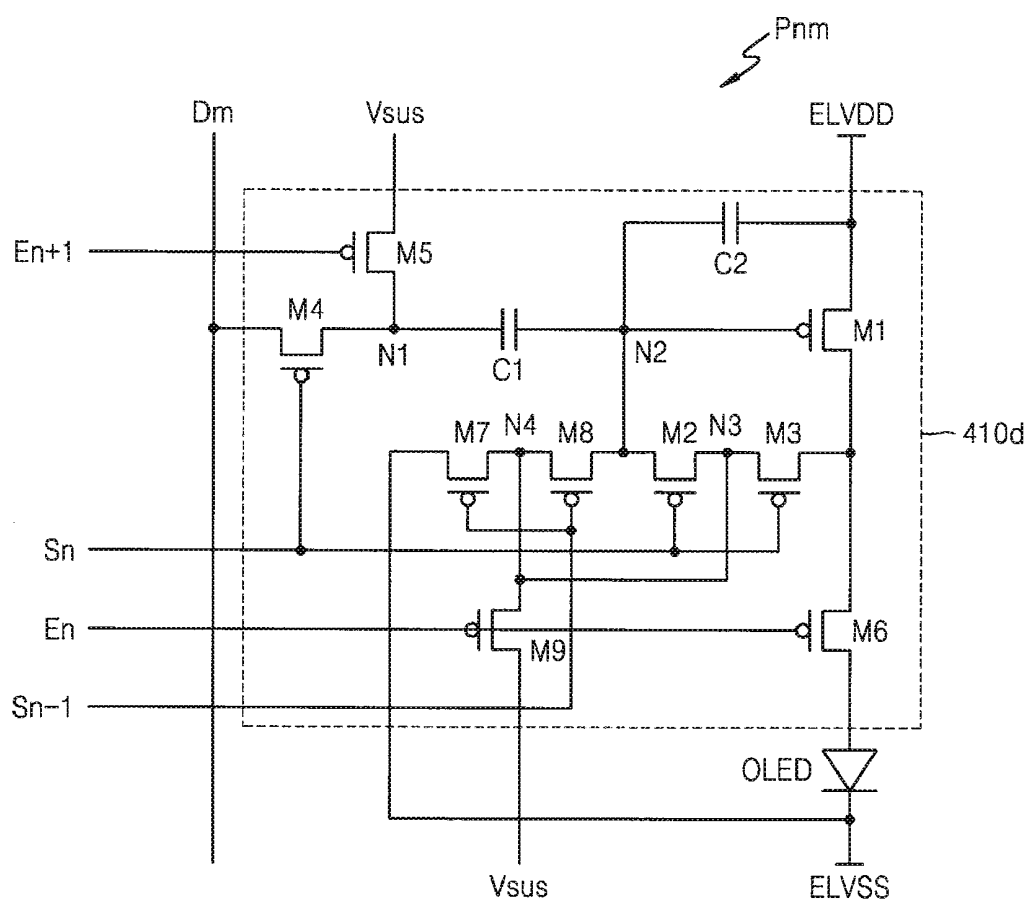 Pnm
Dm
Vsus
ELVDD
En+1
M5
C2
M4
N1
C1
N2
M1
M7
N4
M8
M2
N3
M3
410d
Sn
En
M9
M6
Sn-1
OLED
Vsus
ELVSS